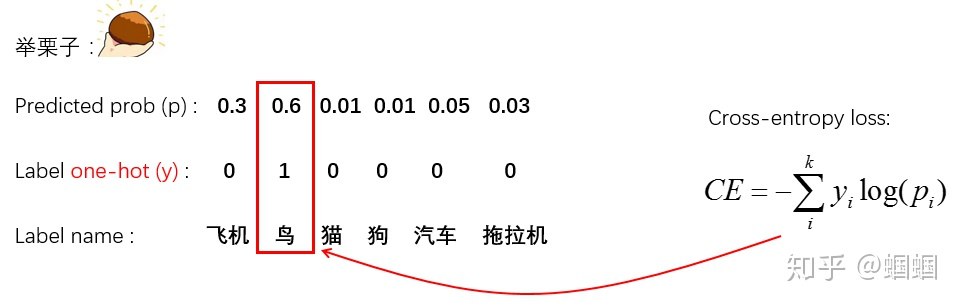 举栗子 :
Predicted prob (p) : 0.3 0.6 0.01 0.01 0.05 0.03
Label one-hot (y) : 0 1 0 0 0 0
Label name : 飞机 鸟 猫 狗 汽车 拖拉机
Cross-entropy loss:
CE = -∑_i^k y_i log(p_i)
知乎 @蝈蝈